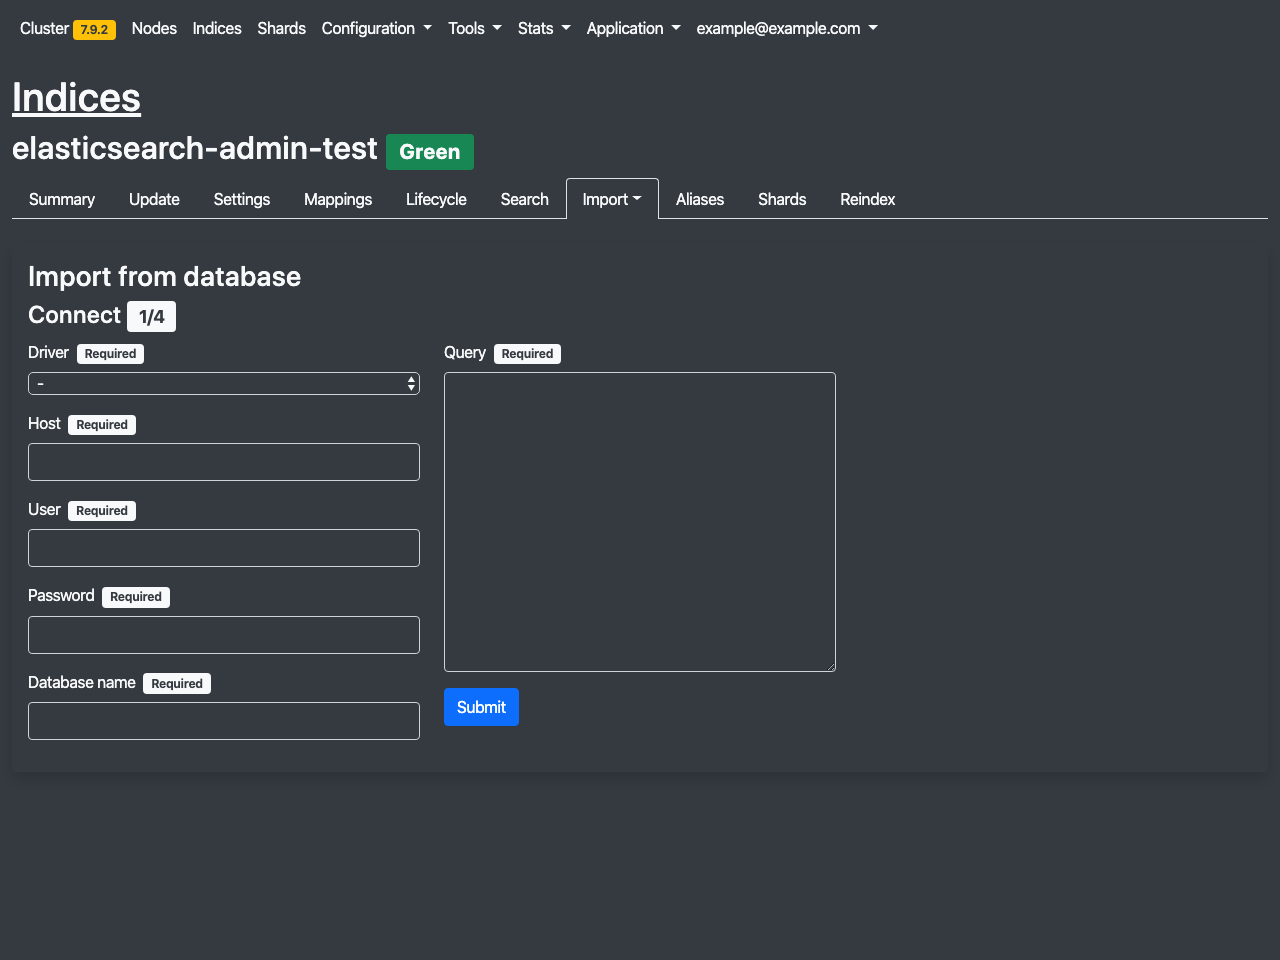 Cluster 7.9.2 Nodes Indices Shards Configuration Tools Stats Application example@example.com
Indices
elasticsearch-admin-test Green
Summary Update Settings Mappings Lifecycle Search Import Aliases Shards Reindex
Import from database
Connect 1/4
Driver Required
-
Host Required
User Required
Password Required
Database name Required
Query Required
Submit